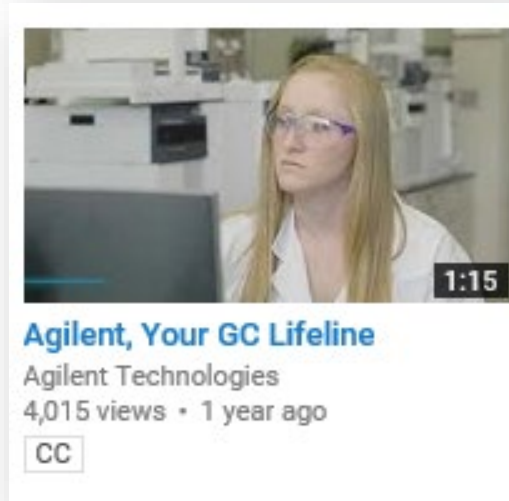 1:15
Agilent, Your GC Lifeline
Agilent Technologies
4,015 views • 1 year ago
CC